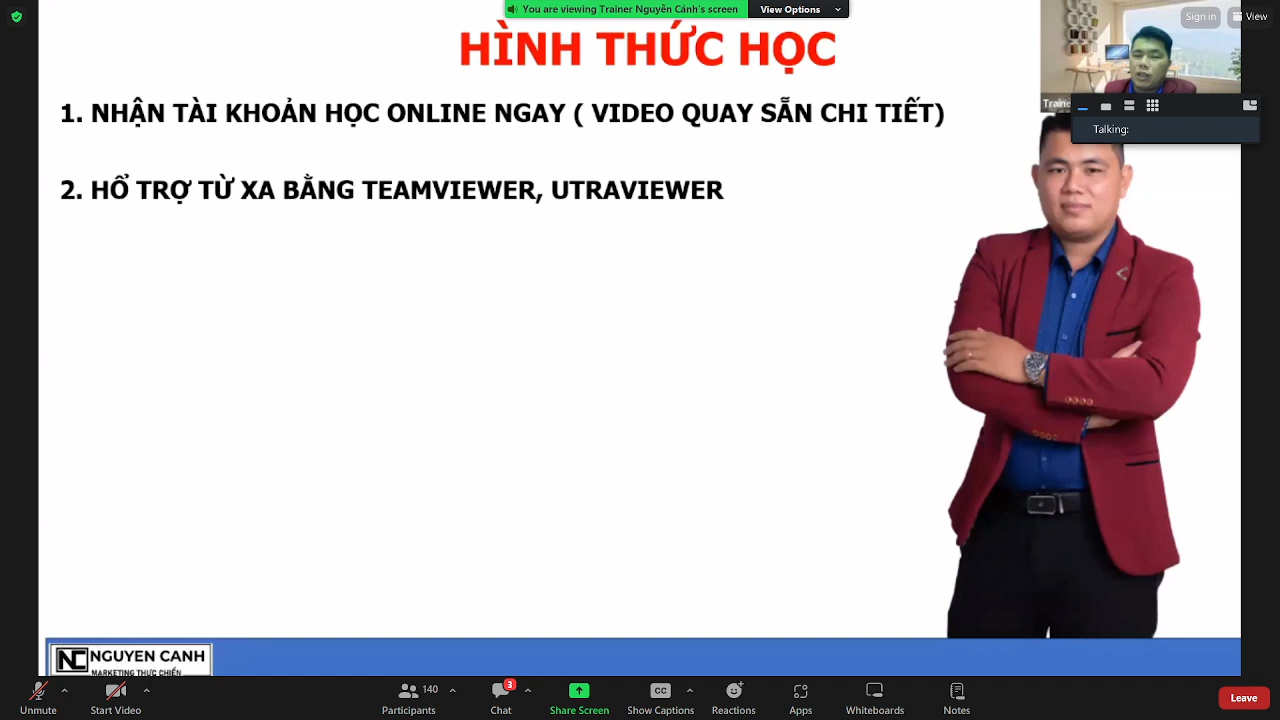 You are viewing Trainer Nguyễn Cảnh's screen
View Options
Sign in
View
HÌNH THỨC HỌC
1. NHẬN TÀI KHOẢN HỌC ONLINE NGAY ( VIDEO QUAY SẴN CHI TIẾT)
Talking:
2. HỔ TRỢ TỪ XA BẰNG TEAMVIEWER, UTRAVIEWER
NC NGUYEN CANH
MARKETING THỰC CHIẾN
Unmute
Start Video
140
Participants
3
Chat
Share Screen
CC
Show Captions
Reactions
Apps
Whiteboards
Notes
Leave